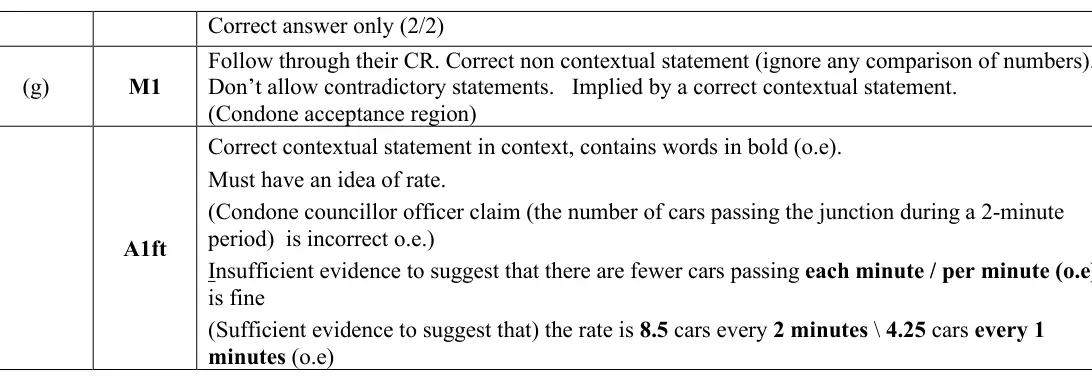 Correct answer only (2/2)
(g) M1 Follow through their CR. Correct non contextual statement (ignore any comparison of numbers).
Don’t allow contradictory statements.   Implied by a correct contextual statement.
(Condone acceptance region)
A1ft
Correct contextual statement in context, contains words in bold (o.e).
Must have an idea of rate.
(Condone councillor officer claim (the number of cars passing the junction during a 2-minute
period)  is incorrect o.e.)
Insufficient evidence to suggest that there are fewer cars passing each minute / per minute (o.e)
is fine
(Sufficient evidence to suggest that) the rate is 8.5 cars every 2 minutes \ 4.25 cars every 1
minutes (o.e)